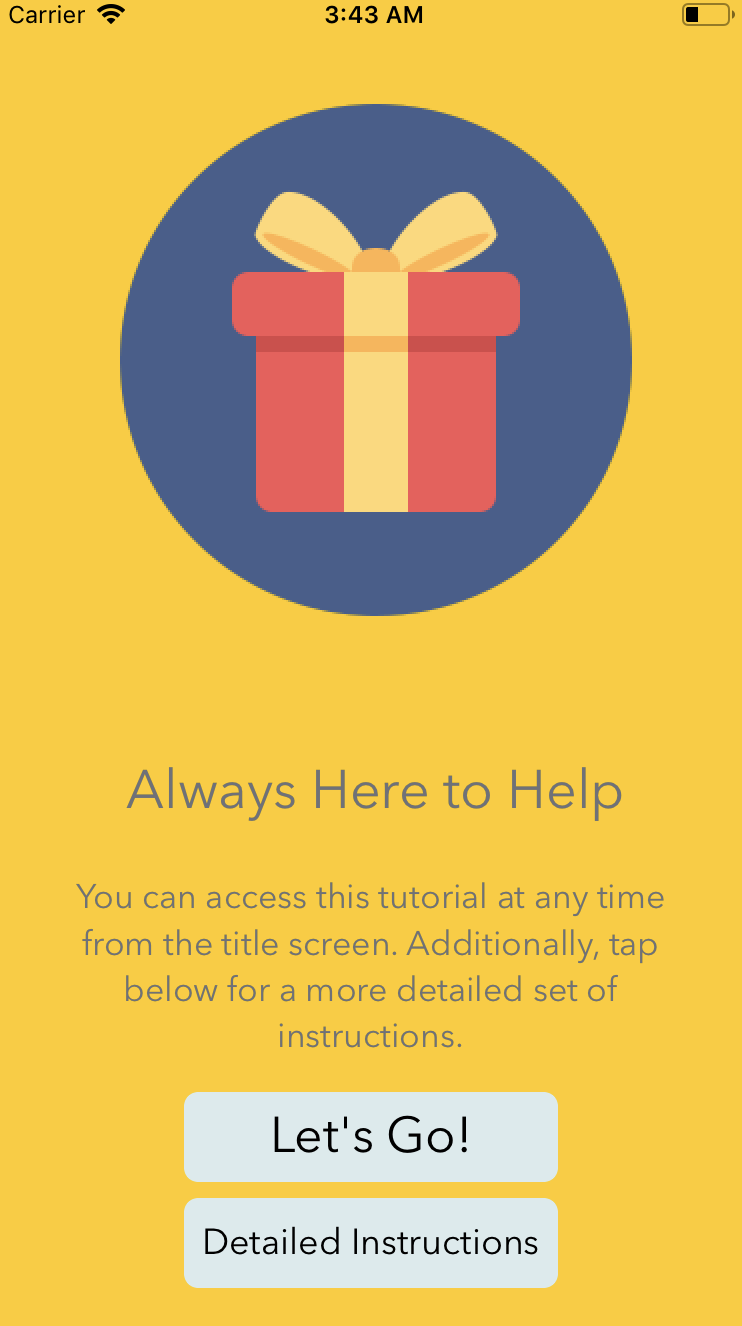 Carrier 3:43 AM
Always Here to Help
You can access this tutorial at any time
from the title screen. Additionally, tap
below for a more detailed set of
instructions.
Let's Go!
Detailed Instructions